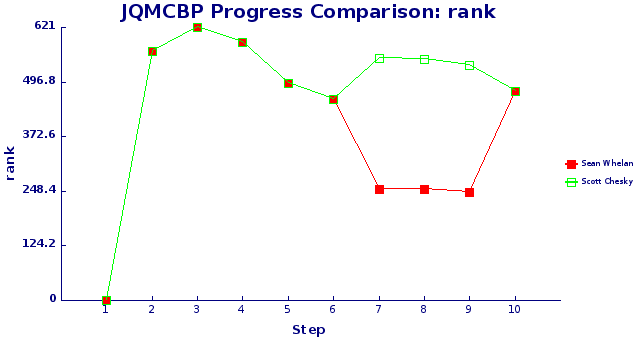 JQMCBP Progress Comparison: rank
621
496.8
372.6
248.4
124.2
0
rank
1 2 3 4 5 6 7 8 9 10
Step
Sean Whelan
Scott Chesky